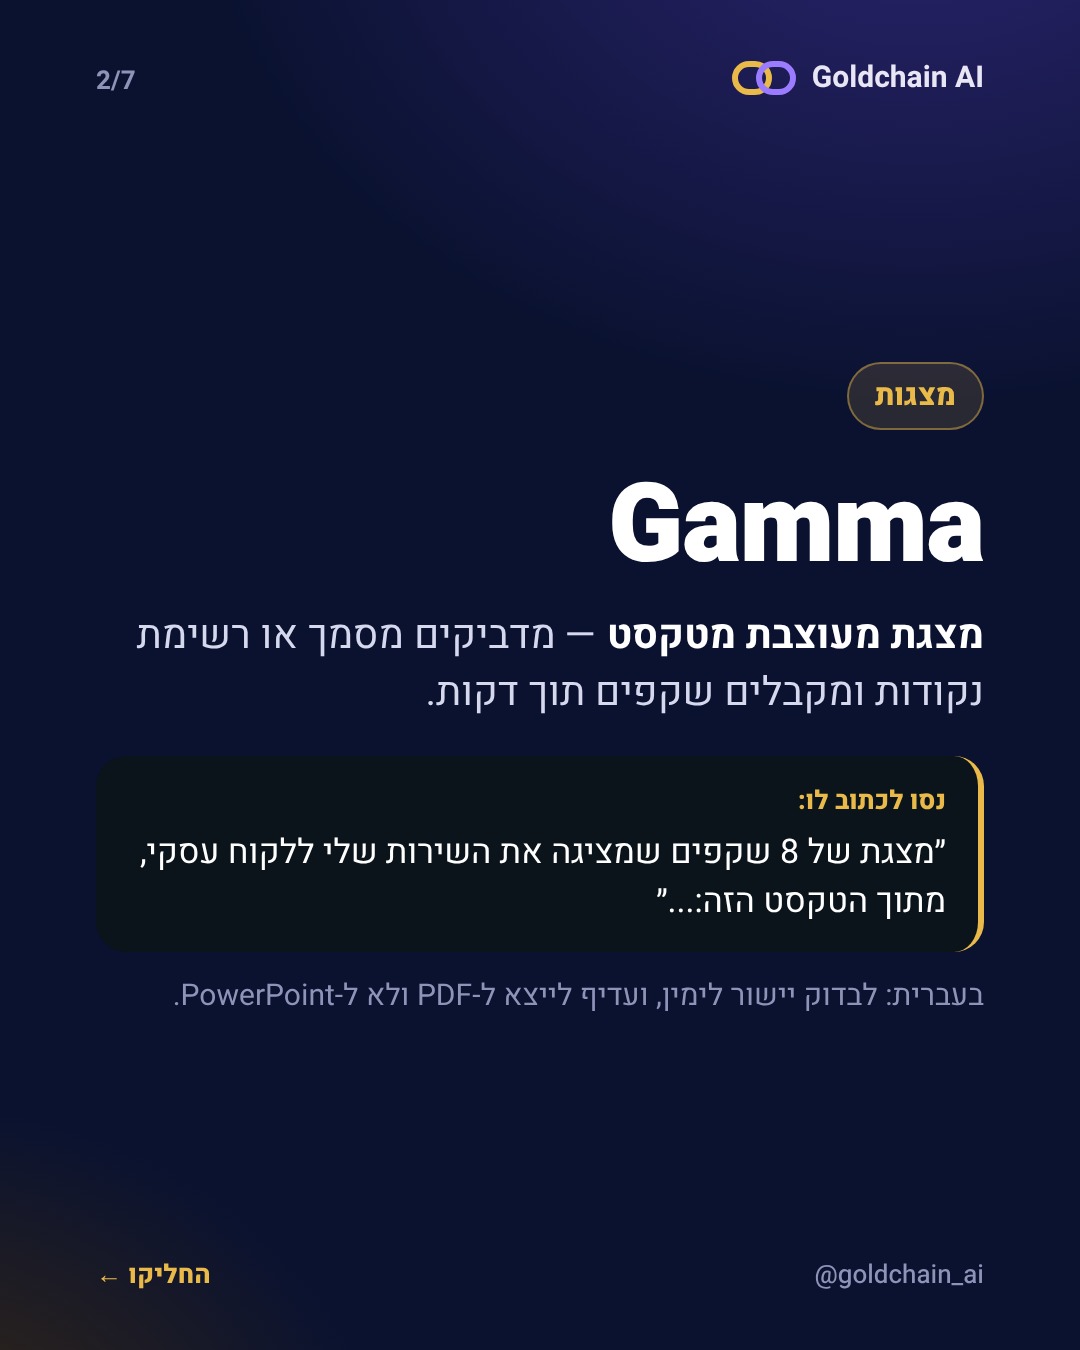 Goldchain AI
2/7
מצגות
Gamma
מצגת מעוצבת מטקסט – מדביקים מסמך או רשימת
נקודות ומקבלים שקפים תוך דקות.
נסו לכתוב לו:
״מצגת של 8 שקפים שמציגה את השירות שלי ללקוח עסקי,
מתוך הטקסט הזה:...״
בעברית: לבדוק יישור לימין, ועדיף לייצא ל-PDF ולא ל-PowerPoint.
@goldchain_ai
החליקו ←